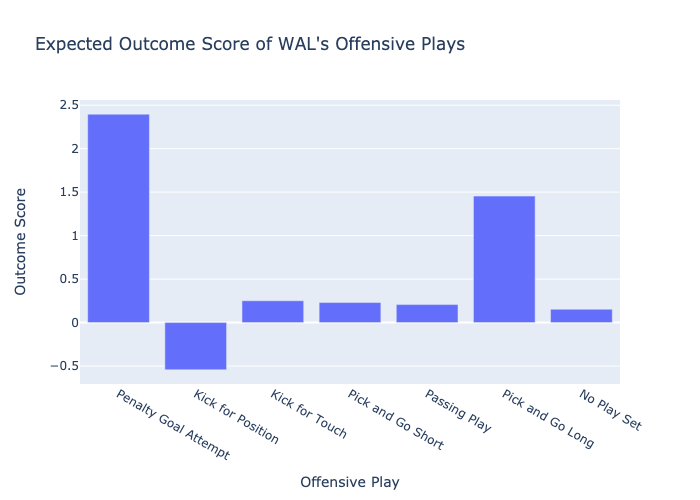 Expected Outcome Score of WAL's Offensive Plays
2.5
2
1.5
1
0.5
0
−0.5
Outcome Score
Penalty Goal Attempt
Kick for Position
Kick for Touch
Pick and Go Short
Passing Play
Pick and Go Long
No Play Set
Offensive Play